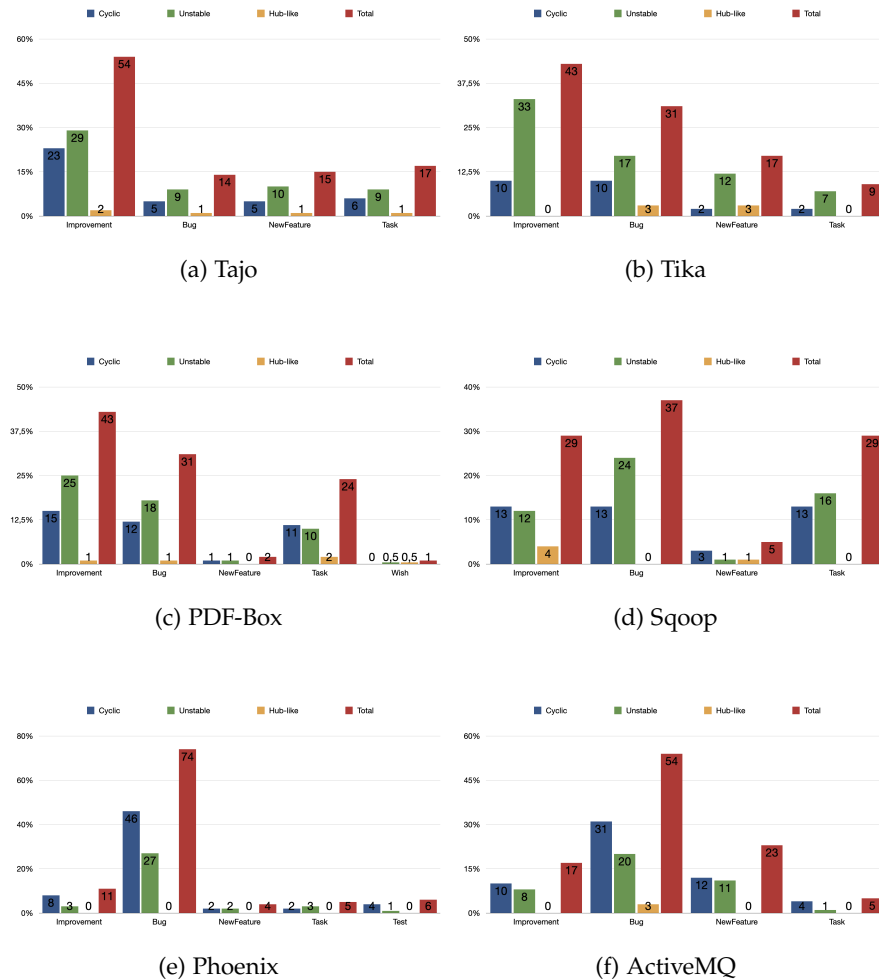 Cyclic Unstable Hub-like Total
60%
45%
30%
15%
0%
23 29 2 54
5 9 1 14
5 10 1 15
6 9 1 17
Improvement Bug NewFeature Task
(a) Tajo
Cyclic Unstable Hub-like Total
50%
37,5%
25%
12,5%
0%
10 33 0 43
10 17 3 31
2 12 3 17
2 7 0 9
Improvement Bug NewFeature Task
(b) Tika
Cyclic Unstable Hub-like Total
50%
37,5%
25%
12,5%
0%
15 25 1 43
12 18 1 31
1 1 0 2
11 10 2 24
0 0,5 0,5 1
Improvement Bug NewFeature Task Wish
(c) PDF-Box
Cyclic Unstable Hub-like Total
40%
30%
20%
10%
0%
13 12 4 29
13 24 0 37
3 1 1 5
13 16 0 29
Improvement Bug NewFeature Task
(d) Sqoop
Cyclic Unstable Hub-like Total
80%
60%
40%
20%
0%
8 3 0 11
46 27 0 74
2 2 0 4
2 3 0 5
4 1 0 6
Improvement Bug NewFeature Task Test
(e) Phoenix
Cyclic Unstable Hub-like Total
60%
45%
30%
15%
0%
10 8 0 17
31 20 3 54
12 11 0 23
4 1 0 5
Improvement Bug NewFeature Task
(f) ActiveMQ